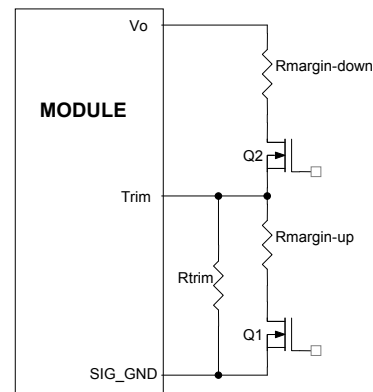 Vo
Rmargin-down
MODULE
Q2
Trim
Rmargin-up
Rtrim
Q1
SIG_GND